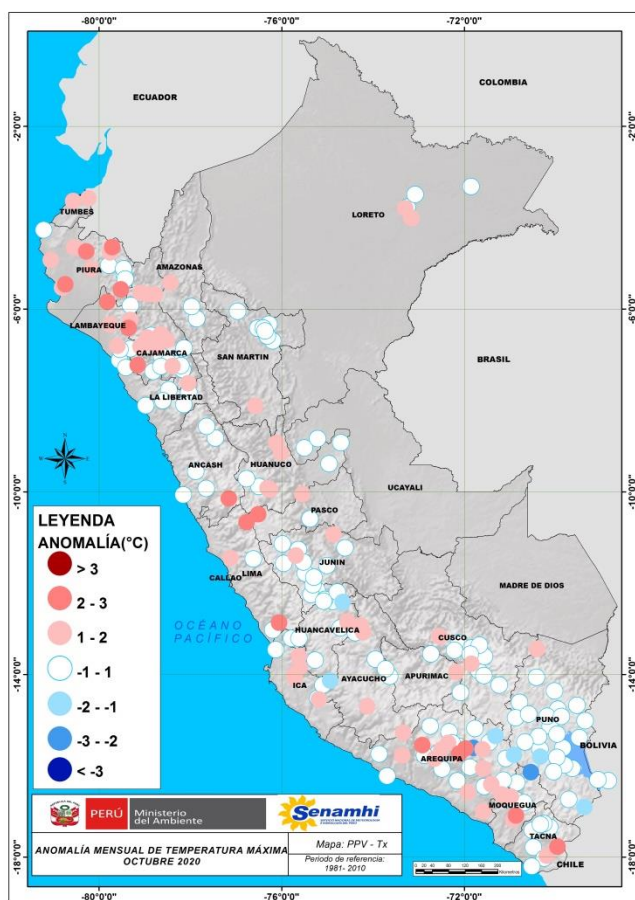 -80°0'0"
-76°0'0"
-72°0'0"
COLOMBIA
ECUADOR
-2°0'0"
-2°0'0"
TUMBES
LORETO
PIURA
AMAZONAS
-6°0'0"
-6°0'0"
LAMBAYEQUE
CAJAMARCA
SAN MARTIN
BRASIL
LA LIBERTAD
ANCASH
HUANUCO
UCAYALI
-10°0'0"
-10°0'0"
PASCO
LEYENDA
ANOMALÍA(°C)
> 3
2 - 3
1 - 2
-1 - 1
-2 - -1
-3 - -2
< -3
LIMA
JUNIN
CALLAO
MADRE DE DIOS
OCÉANO
PACÍFICO
HUANCAVELICA
CUSCO
-14°0'0"
-14°0'0"
ICA
AYACUCHO
APURIMAC
PUNO
BOLIVIA
AREQUIPA
MOQUEGUA
TACNA
CHILE
PERÚ
Ministerio
del Ambiente
Senamhi
ANOMALÍA MENSUAL DE TEMPERATURA MÁXIMA
OCTUBRE 2020
Mapa: PPV - Tx
Periodo de referencia:
1981- 2010
-18°0'0"
-18°0'0"
-80°0'0"
-76°0'0"
-72°0'0"